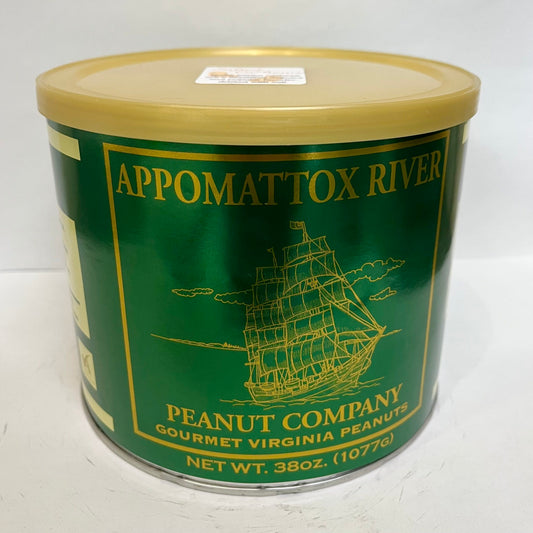 APPOMATTOX RIVER
PEANUT COMPANY
GOURMET VIRGINIA PEANUTS
NET WT. 38OZ. (1077G)